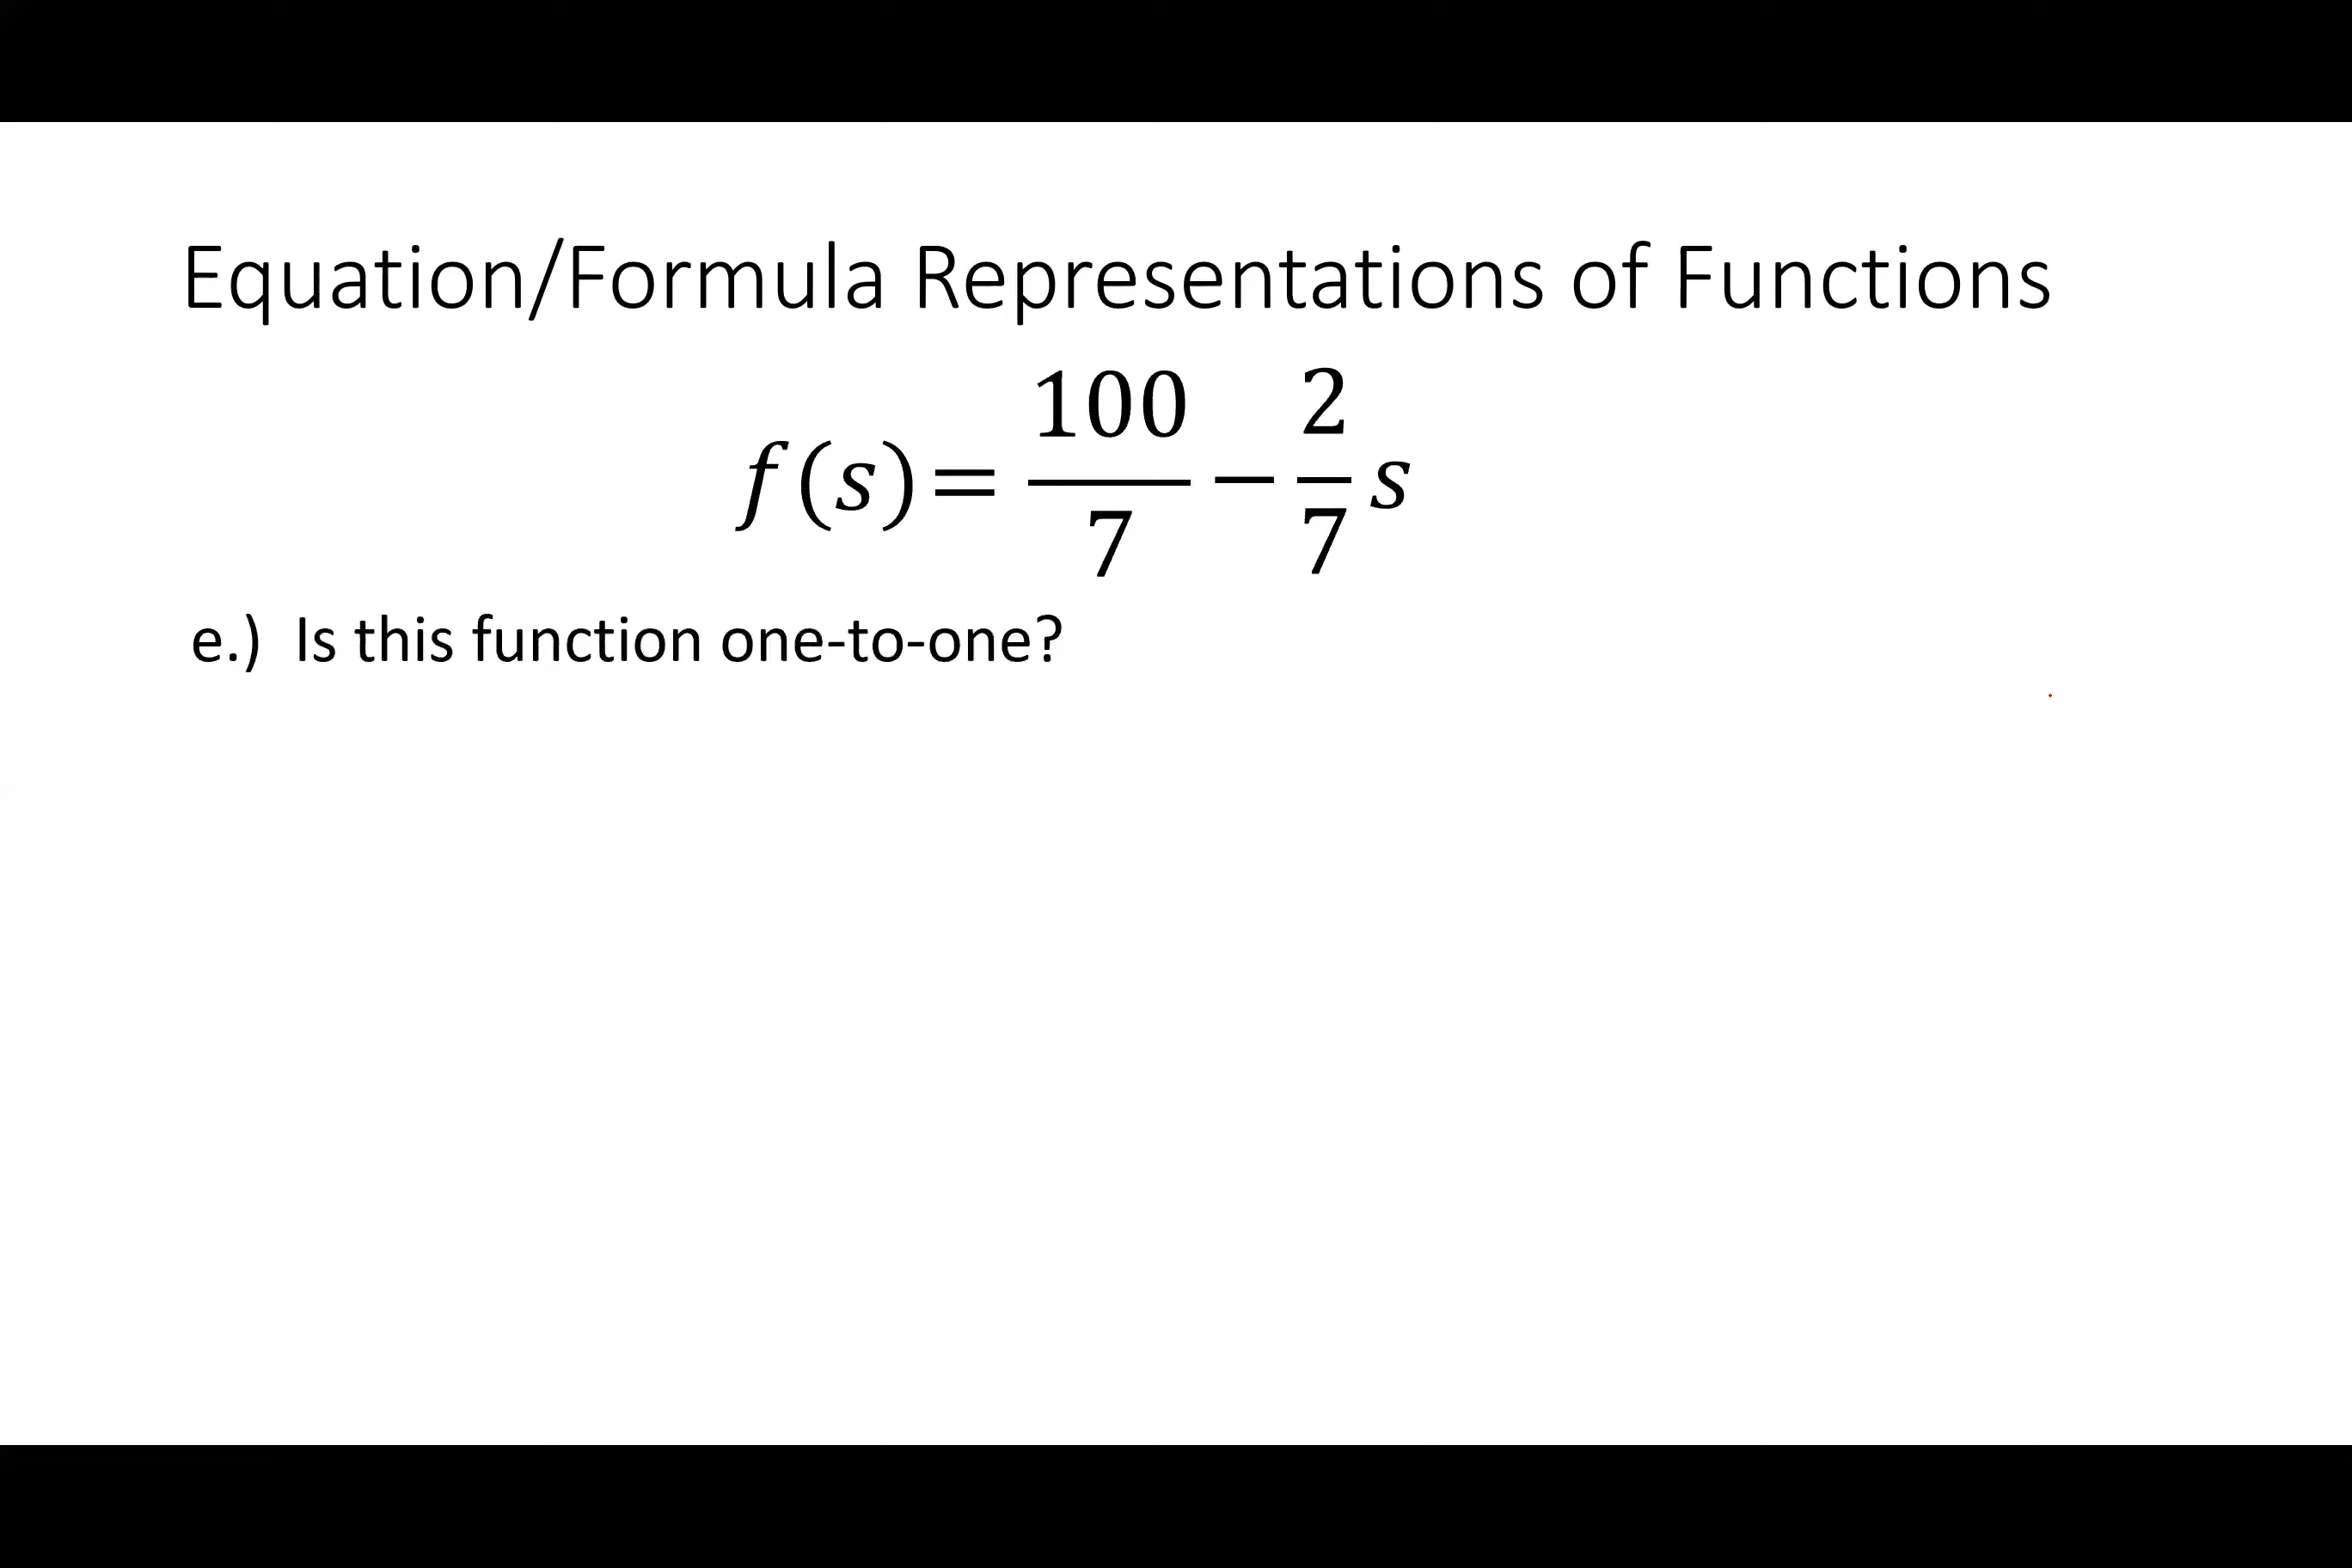 Equation/Formula Representations of Functions
f(s)= 100/7 − 2/7 s
e.) Is this function one-to-one?